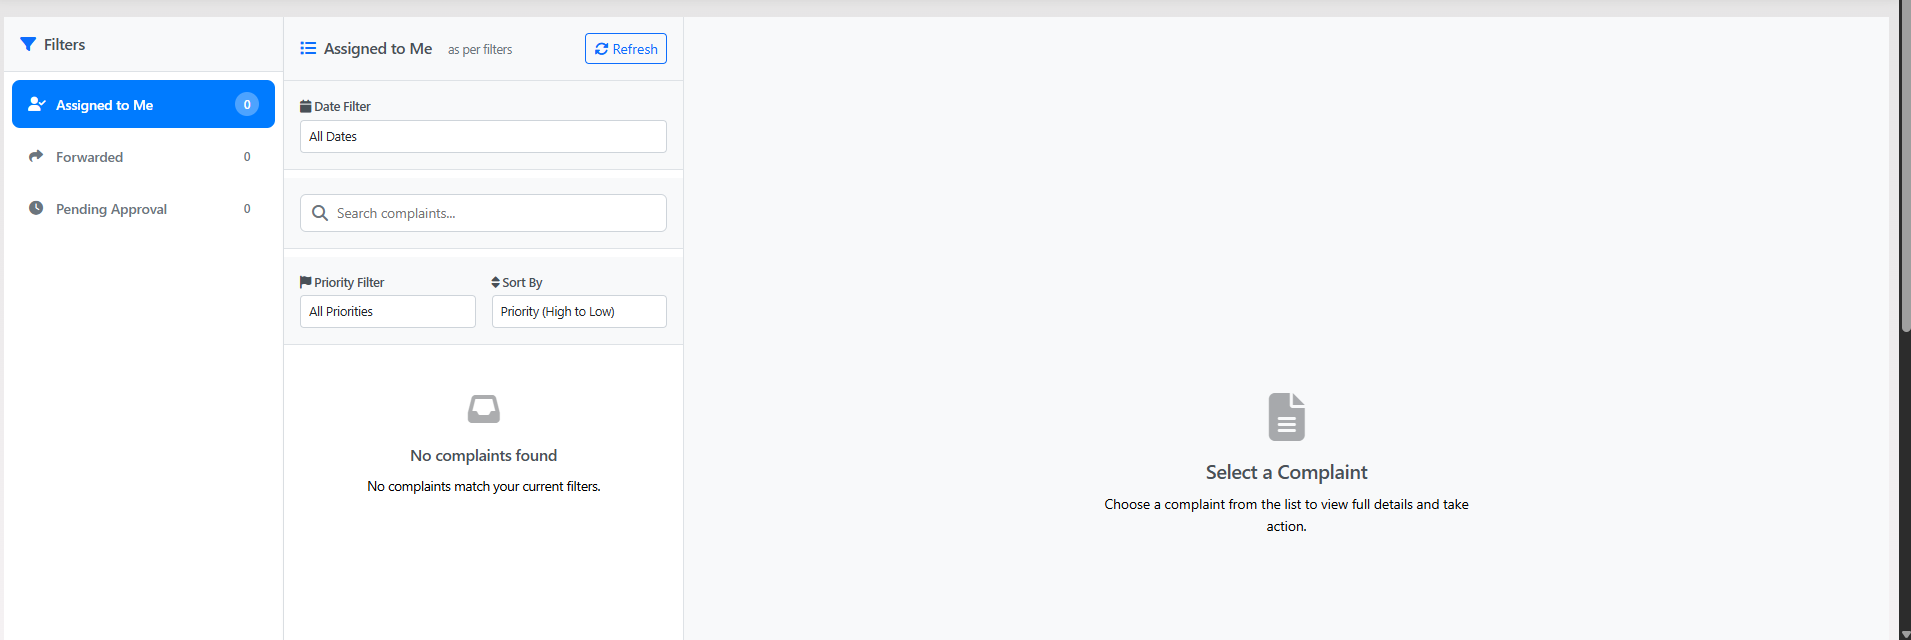 Filters
Assigned to Me 0
Forwarded 0
Pending Approval 0
Assigned to Me as per filters Refresh
Date Filter
All Dates
Search complaints...
Priority Filter Sort By
All Priorities Priority (High to Low)
No complaints found
No complaints match your current filters.
Select a Complaint
Choose a complaint from the list to view full details and take
action.